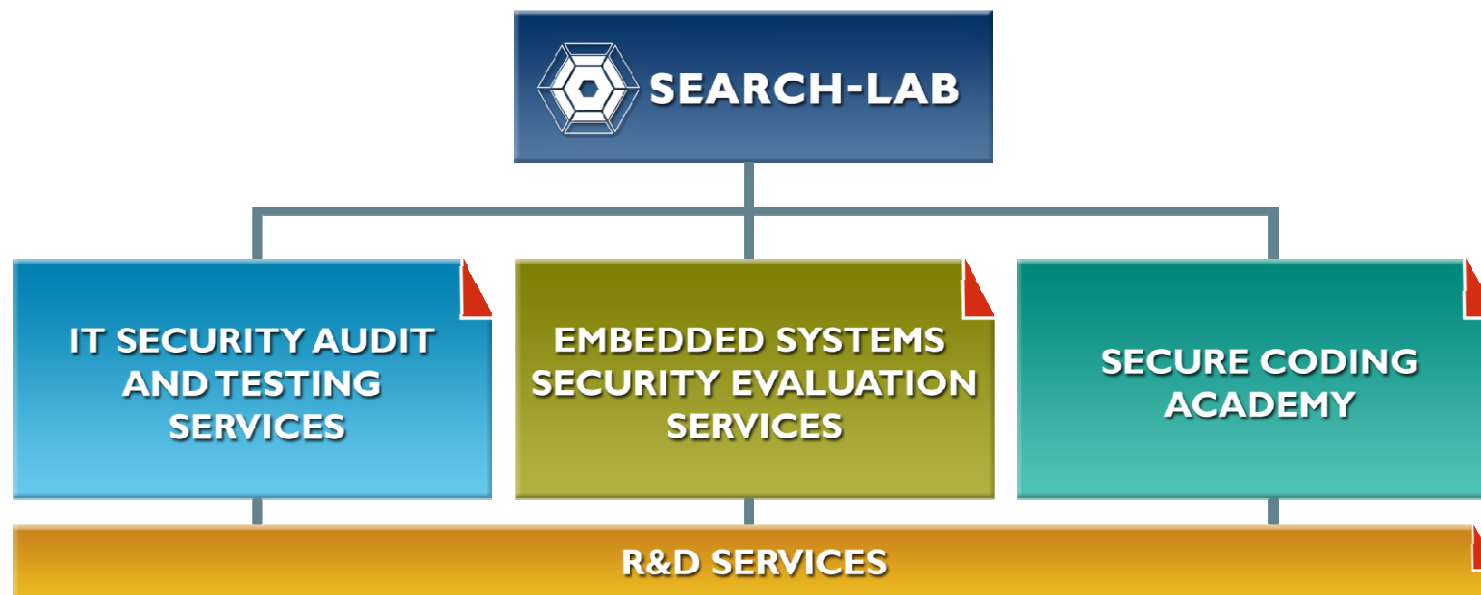 SEARCH-LAB
IT SECURITY AUDIT
AND TESTING
SERVICES
EMBEDDED SYSTEMS
SECURITY EVALUATION
SERVICES
SECURE CODING
ACADEMY
R&D SERVICES